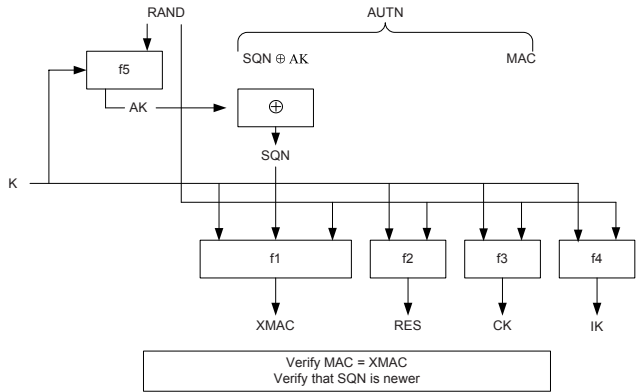 RAND
AUTN
SQN ⊕ AK
MAC
f5
AK
⊕
SQN
K
f1
f2
f3
f4
XMAC
RES
CK
IK
Verify MAC = XMAC
Verify that SQN is newer